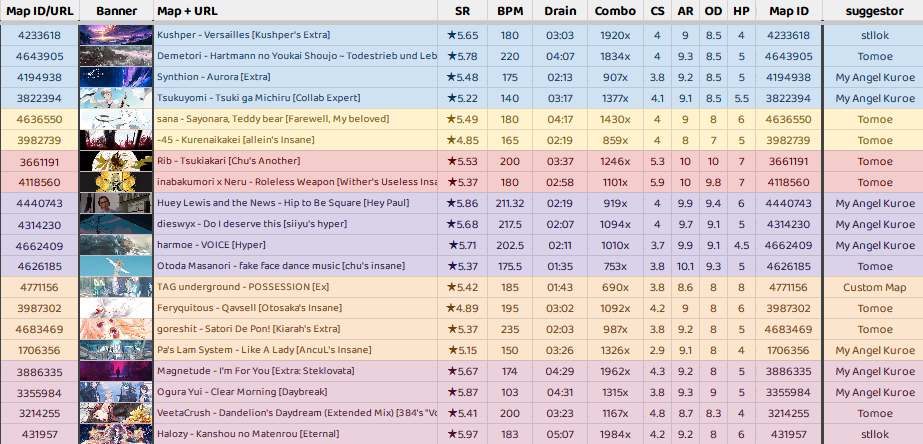 Map ID/URL Banner Map + URL SR BPM Drain Combo CS AR OD HP Map ID suggestor
4233618 Kushper - Versailles [Kushper's Extra] ★5.65 180 03:03 1920x 4 9 8.5 4 4233618 stllok
4643905 Demetori - Hartmann no Youkai Shoujo ~ Todestrieb und Leb ★5.78 220 04:07 1834x 4 9.3 8.5 5 4643905 Tomoe
4194938 Synthion - Aurora [Extra] ★5.48 175 02:13 907x 3.8 9.2 8.5 5 4194938 My Angel Kuroe
3822394 Tsukuyomi - Tsuki ga Michiru [Collab Expert] ★5.22 140 03:17 1377x 4.1 9.1 8.5 5.5 3822394 My Angel Kuroe
4636550 sana - Sayonara, Teddy bear [Farewell, My beloved] ★5.49 180 04:17 1430x 4 9 8 6 4636550 Tomoe
3982739 -45 - Kurenaikakei [allein's Insane] ★4.85 165 02:19 859x 4 8 7 5 3982739 Tomoe
3661191 Rib - Tsukiakari [Chu's Another] ★5.53 200 03:37 1246x 5.3 10 10 7 3661191 Tomoe
4118560 inabakumori x Neru - Roleless Weapon [Wither's Useless Insa ★5.37 180 02:58 1101x 5.9 10 9.8 7 4118560 Tomoe
4440743 Huey Lewis and the News - Hip to Be Square [Hey Paul] ★5.86 211.32 02:19 919x 4 9.9 9.4 6 4440743 My Angel Kuroe
4314230 dieswyx - Do I deserve this [siiyu's hyper] ★5.68 217.5 02:07 1094x 4 9.7 9.1 5 4314230 My Angel Kuroe
4662409 harmoe - VOICE [Hyper] ★5.71 202.5 02:11 1010x 3.7 9.9 9.1 4.5 4662409 My Angel Kuroe
4626185 Otoda Masanori - fake face dance music [chu's insane] ★5.37 175.5 01:35 753x 3.8 10.1 9.3 5 4626185 Tomoe
4771156 TAG underground - POSSESSION [Ex] ★5.42 185 01:43 690x 3.8 8.6 8 8 4771156 Custom Map
3987302 Feryquitous - Qavsell [Otosaka's Insane] ★4.89 195 03:02 1092x 4.2 9 8 6 3987302 Tomoe
4683469 goreshit - Satori De Pon! [Kiarah's Extra] ★5.37 235 02:03 987x 3.8 9.2 8 5 4683469 Tomoe
1706356 Pa's Lam System - Like A Lady [AncuL's Insane] ★5.15 150 03:26 1326x 2.9 9.1 8 4 1706356 My Angel Kuroe
3886335 Magnetude - I'm For You [Extra: Steklovata] ★5.67 174 04:29 1962x 4.3 9.2 8 5 3886335 My Angel Kuroe
3355984 Ogura Yui - Clear Morning [Daybreak] ★5.87 103 04:31 1315x 3.8 9.3 9 5 3355984 My Angel Kuroe
3214255 VeetaCrush - Dandelion's Daydream (Extended Mix) [384's "Vo ★5.41 200 03:23 1167x 4.8 8.7 8.3 4 3214255 Tomoe
431957 Halozy - Kanshou no Matenrou [Eternal] ★5.97 183 05:07 1984x 4.2 9.2 8 6 431957 My Angel Kuroe